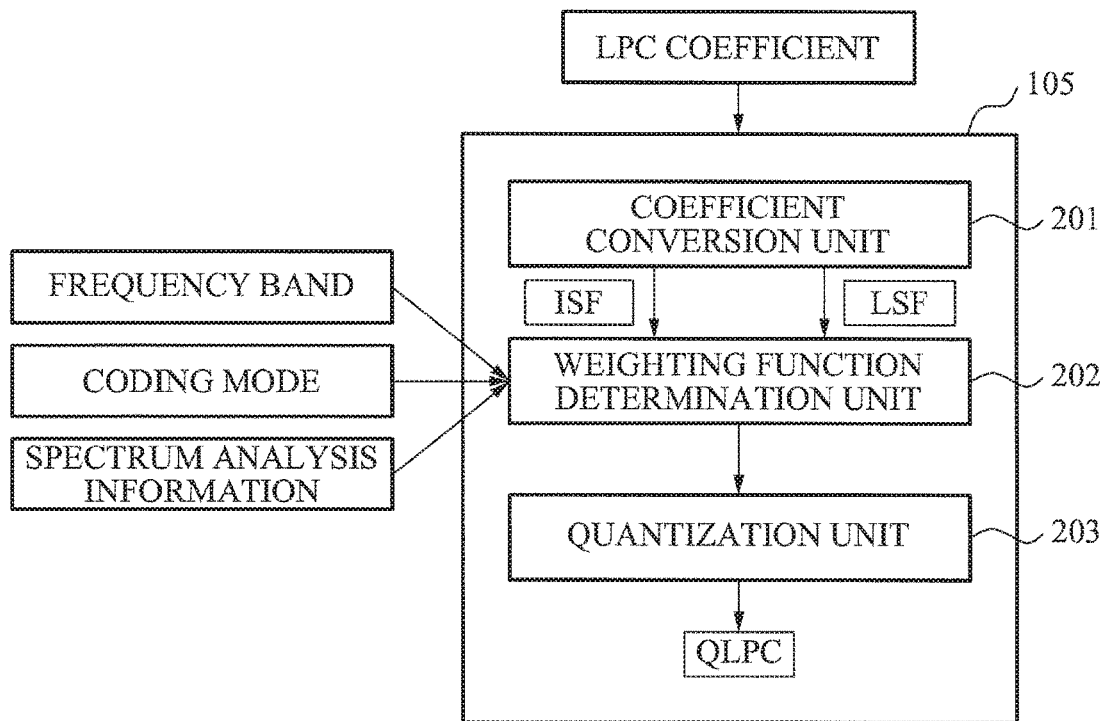 LPC COEFFICIENT
105
COEFFICIENT
CONVERSION UNIT
201
ISF
LSF
FREQUENCY BAND
CODING MODE
SPECTRUM ANALYSIS
INFORMATION
WEIGHTING FUNCTION
DETERMINATION UNIT
202
QUANTIZATION UNIT
203
QLPC